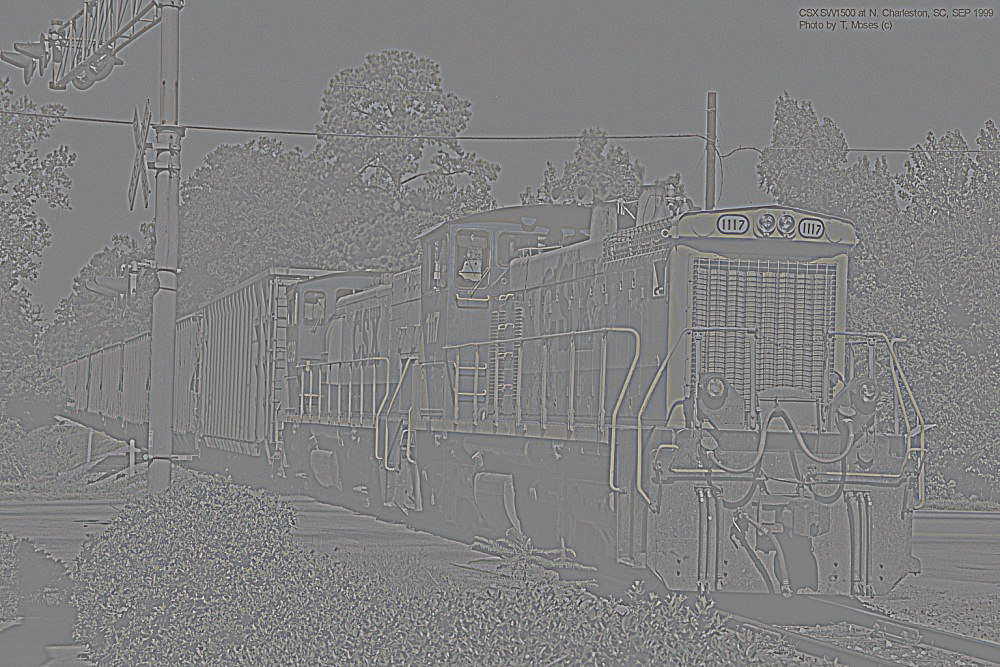 CSX SW1500 at N. Charleston, SC, SEP 1999
Photo by T, Moses (c)
1117
1117
CSX